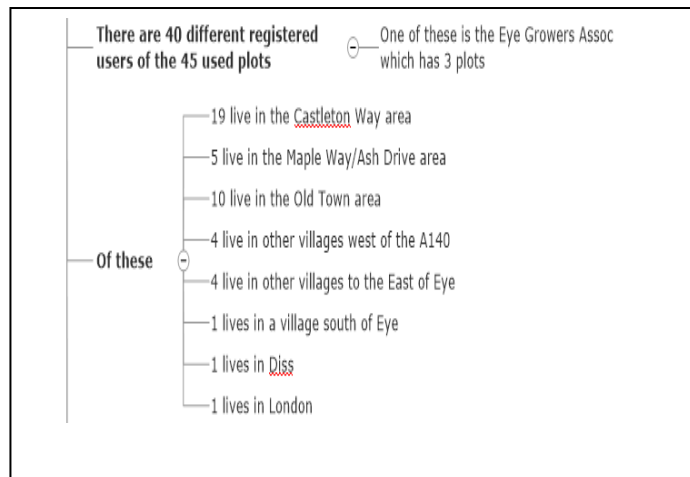 There are 40 different registered
users of the 45 used plots
One of these is the Eye Growers Assoc
which has 3 plots
Of these
19 live in the Castleton Way area
5 live in the Maple Way/Ash Drive area
10 live in the Old Town area
4 live in other villages west of the A140
4 live in other villages to the East of Eye
1 lives in a village south of Eye
1 lives in Diss
1 lives in London